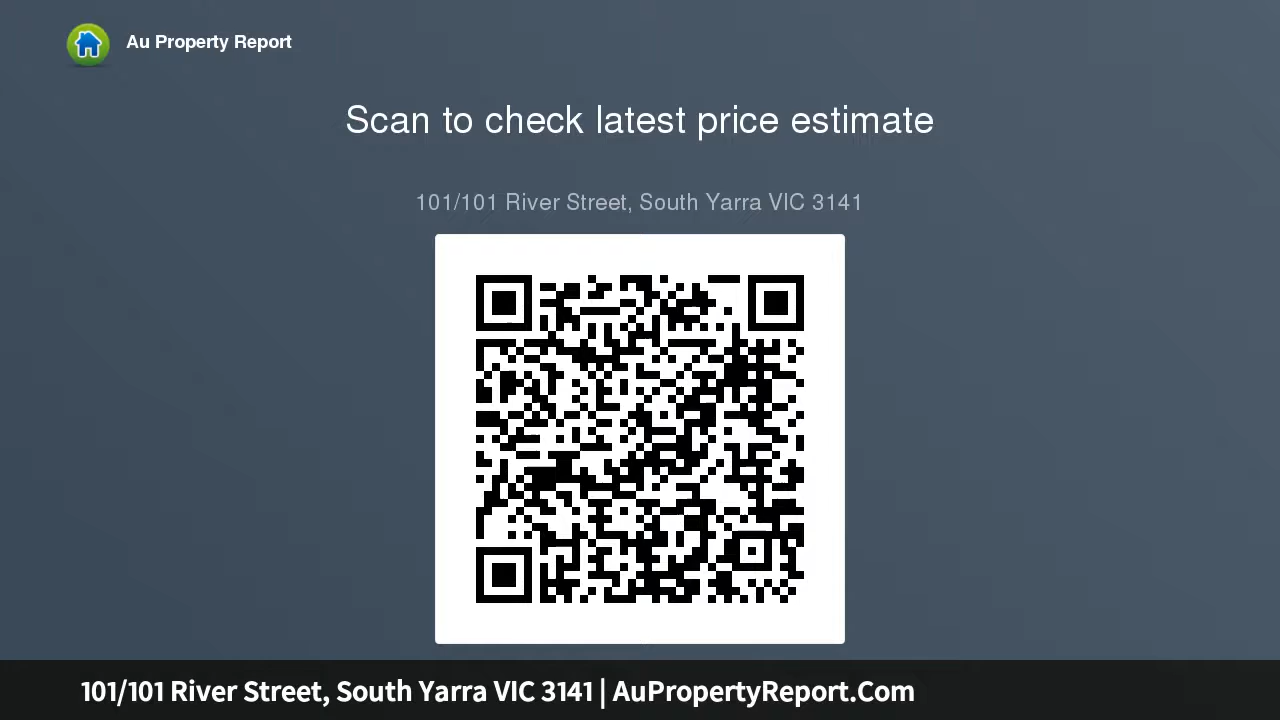 Au Property Report
Scan to check latest price estimate
101/101 River Street, South Yarra VIC 3141
101/101 River Street, South Yarra VIC 3141 | AuPropertyReport.Com